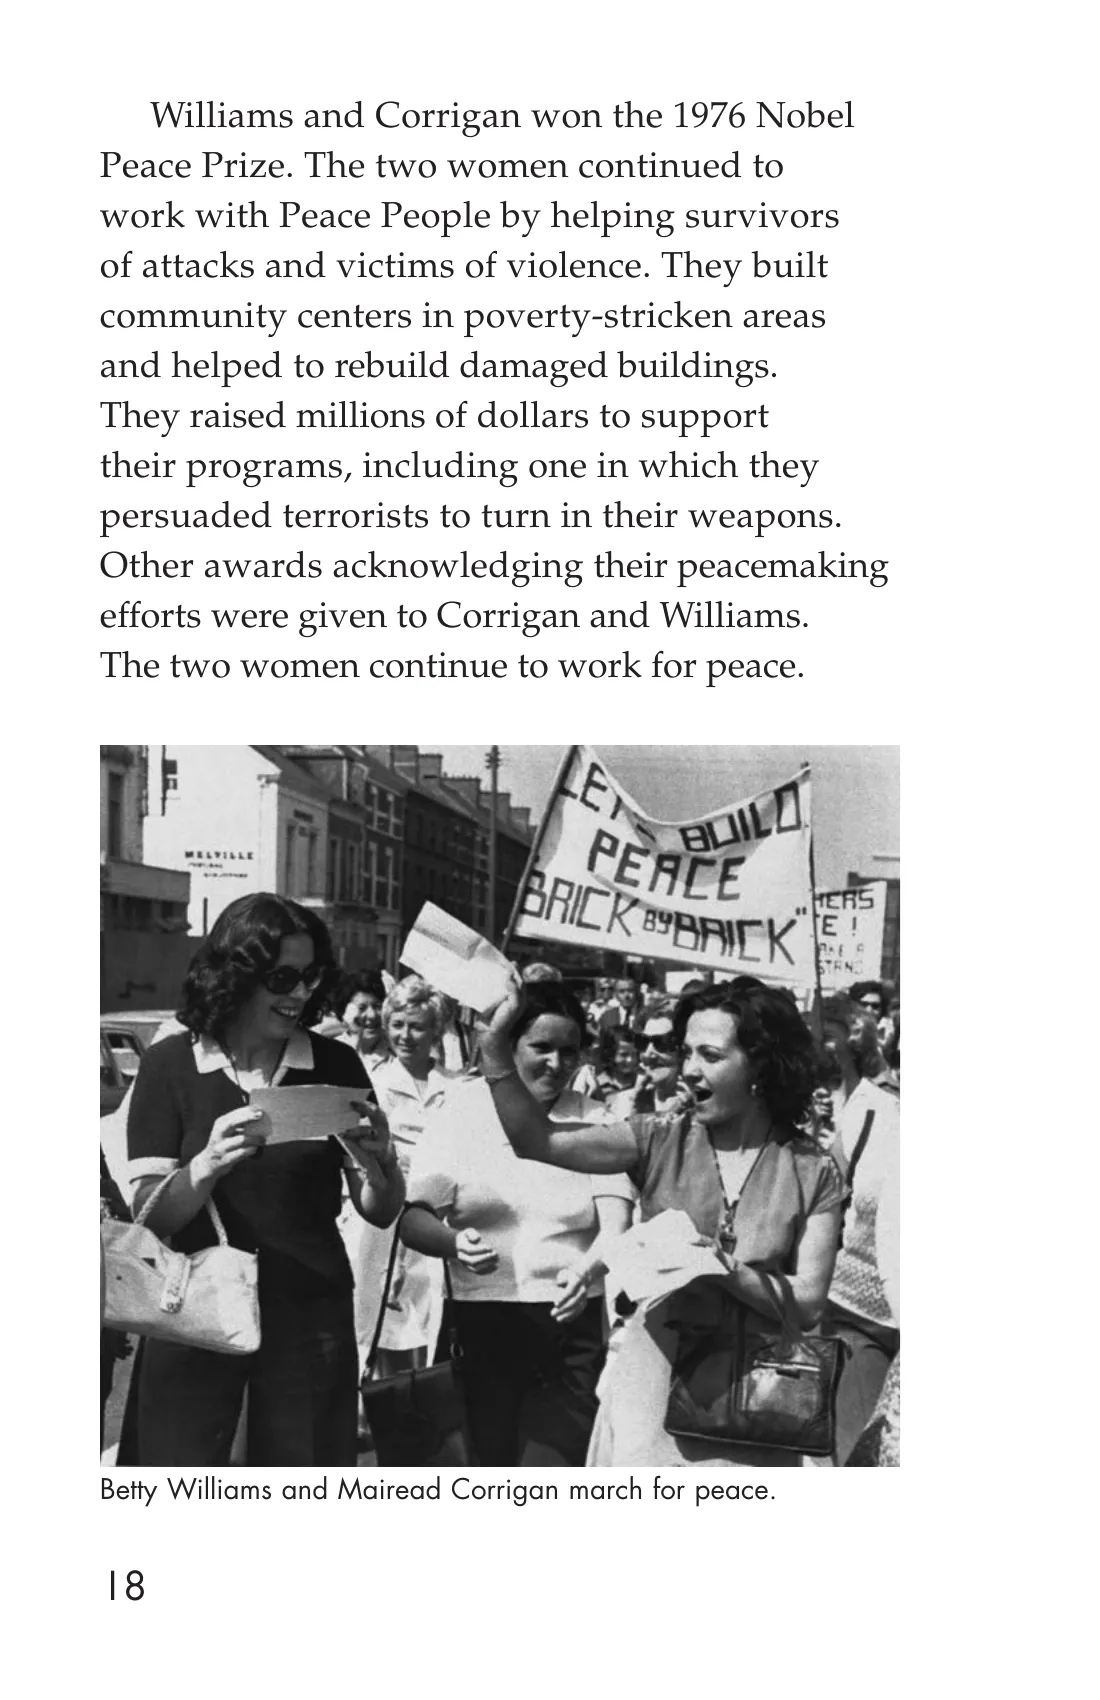 Williams and Corrigan won the 1976 Nobel
Peace Prize. The two women continued to
work with Peace People by helping survivors
of attacks and victims of violence. They built
community centers in poverty-stricken areas
and helped to rebuild damaged buildings.
They raised millions of dollars to support
their programs, including one in which they
persuaded terrorists to turn in their weapons.
Other awards acknowledging their peacemaking
efforts were given to Corrigan and Williams.
The two women continue to work for peace.
MELVILLE
BUILD
PEACE
BRICK BY BRICK"
HERS
E !
Betty Williams and Mairead Corrigan march for peace.
18